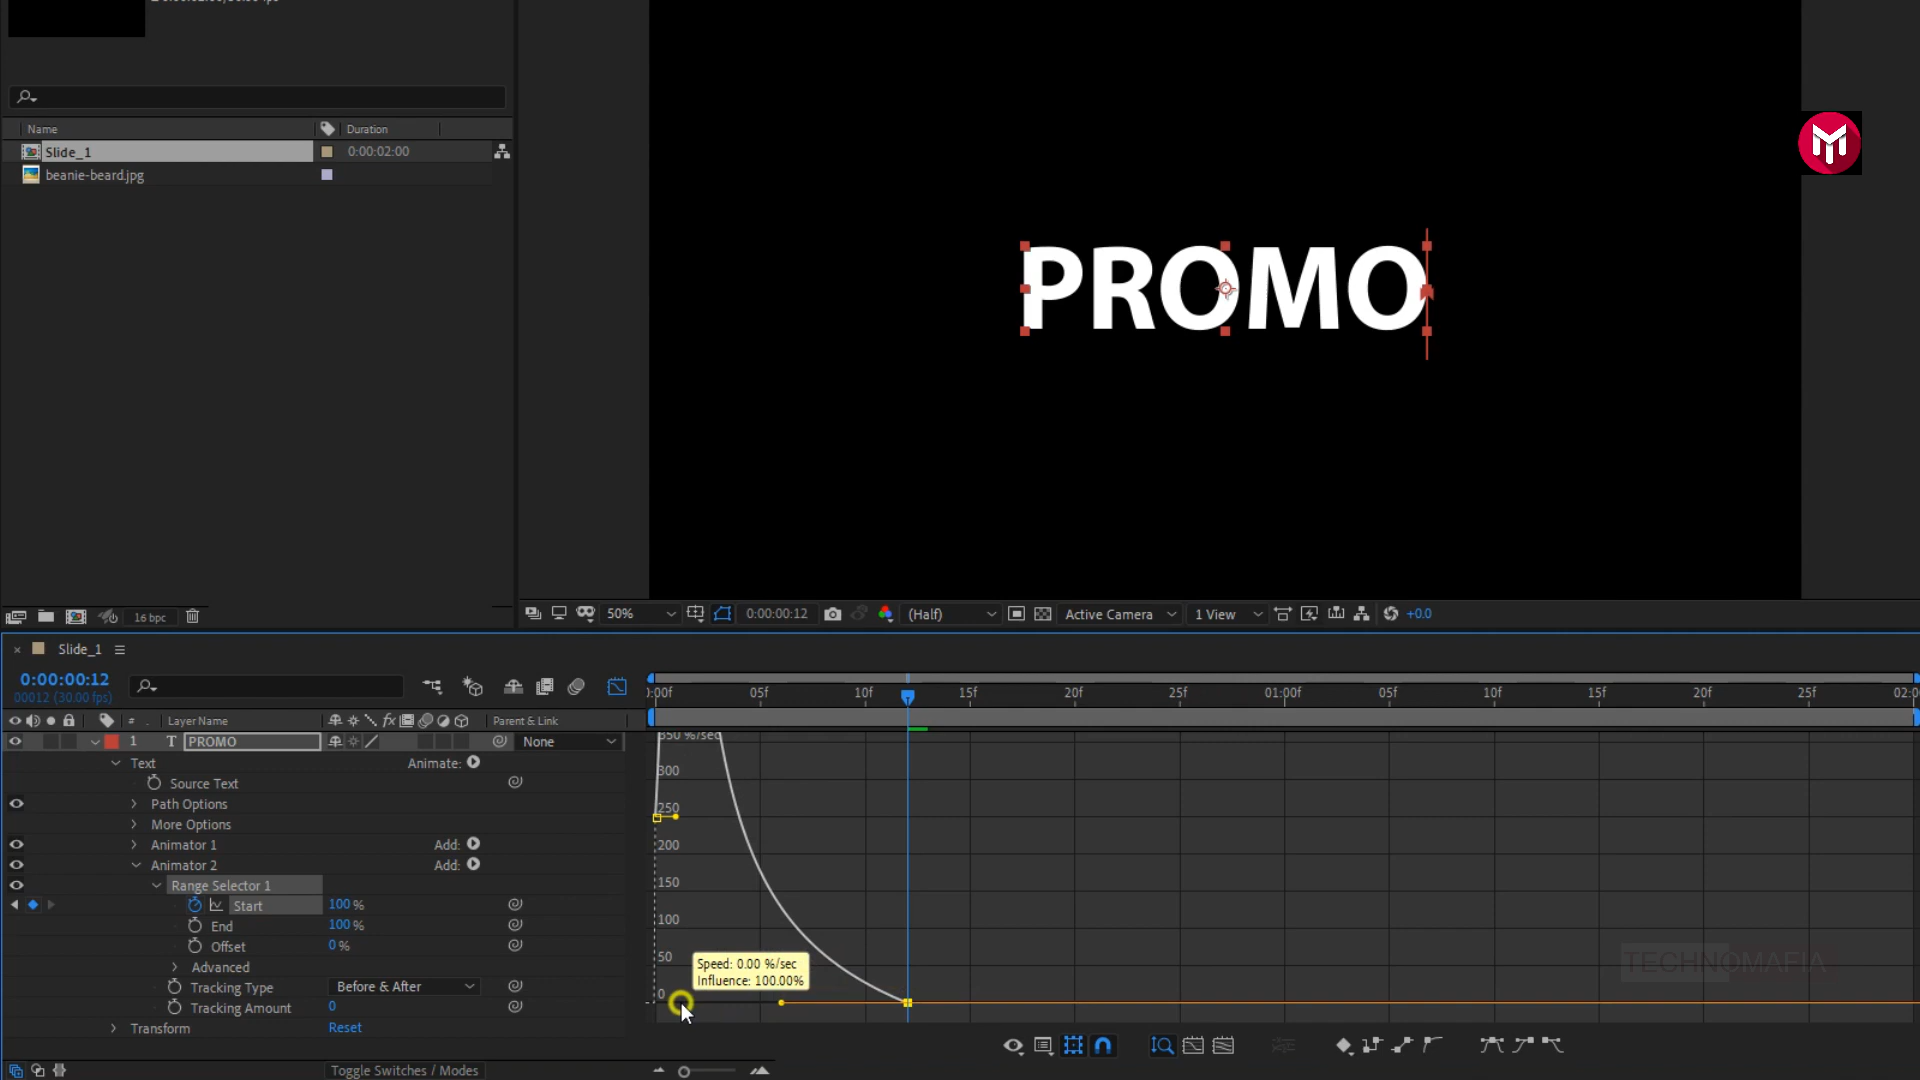 Name Duration
Slide_1 0:00:02:00
beanie-beard.jpg
PROMO
16 bpc
50% 0:00:00:12 (Half) Active Camera 1 View +0.0
Slide_1
0:00:00:12
00012 (30.00 fps)
:00f 05f 10f 15f 20f 25f 01:00f 05f 10f 15f 20f 25f 02:0
# Layer Name fx Parent & Link
1 T PROMO None
Text Animate:
Source Text
Path Options
More Options
Animator 1 Add:
Animator 2 Add:
Range Selector 1
Start 100 %
End 100 %
Offset 0 %
Advanced
Tracking Type Before & After
Tracking Amount 0
Transform Reset
Toggle Switches / Modes
350 %/sec
300
250
200
150
100
50
0
Speed: 0.00 %/sec
Influence: 100.00%
TECHNOMAFIA